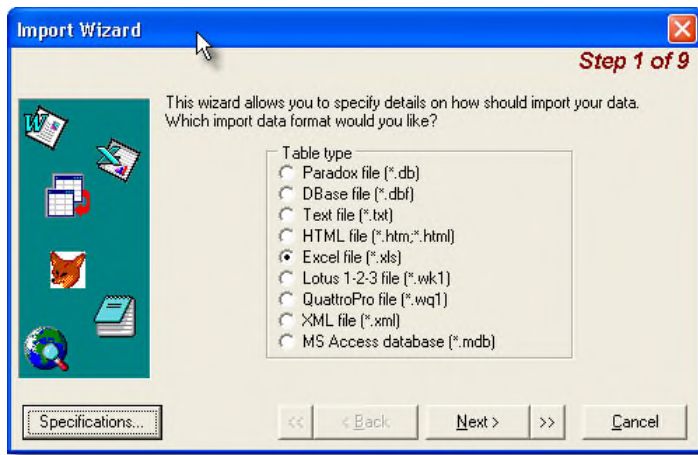 Import Wizard
Step 1 of 9
This wizard allows you to specify details on how should import your data.
Which import data format would you like?
Table type
Paradox file (*.db)
DBase file (*.dbf)
Text file (*.txt)
HTML file (*.htm;*.html)
Excel file (*.xls)
Lotus 1-2-3 file (*.wk1)
QuattroPro file (*.wq1)
XML file (*.xml)
MS Access database (*.mdb)
Specifications... << < Back Next > >> Cancel